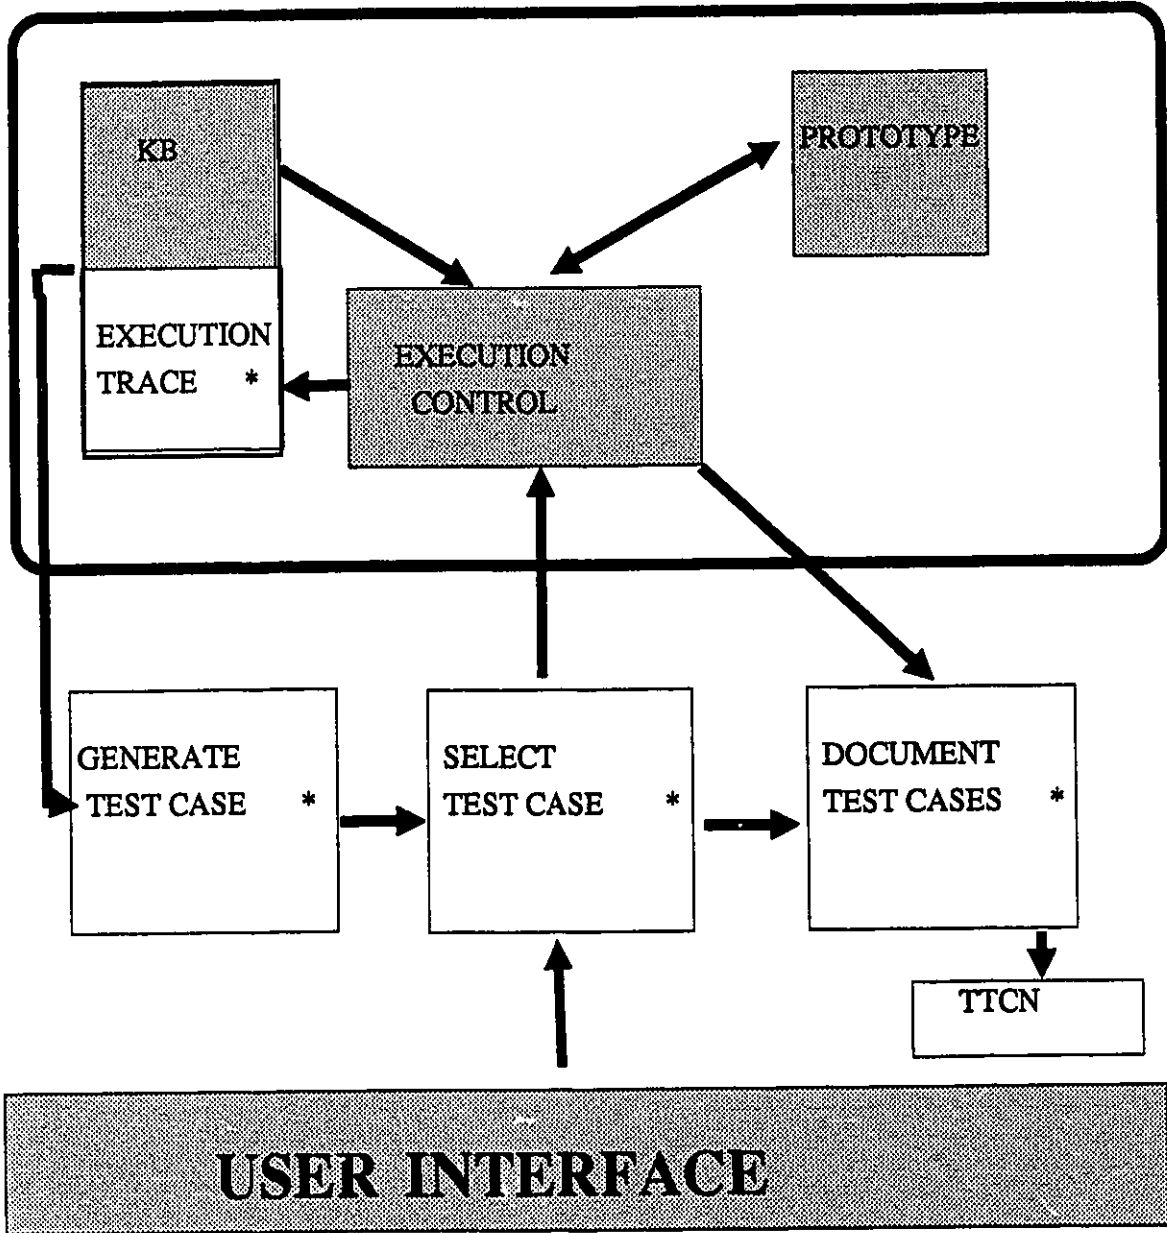 KB
PROTOTYPE
EXECUTION
TRACE *
EXECUTION
CONTROL
GENERATE
TEST CASE *
SELECT
TEST CASE *
DOCUMENT
TEST CASES *
TTCN
USER INTERFACE